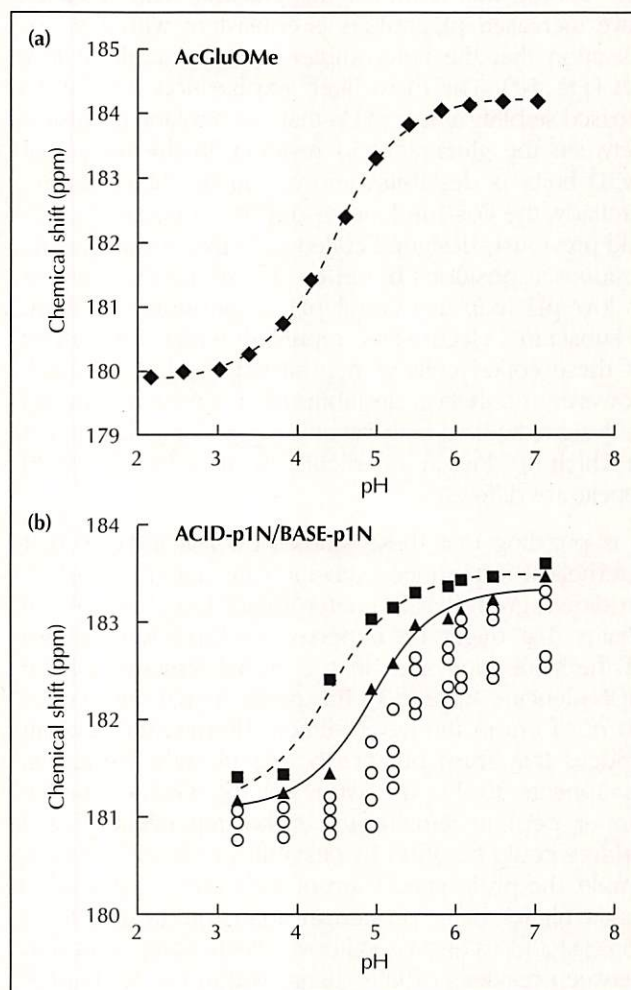 (a)
AcGluOMe
185
184
183
182
181
180
179
Chemical shift (ppm)
2 3 4 5 6 7 8
pH
(b)
ACID-p1N/BASE-p1N
184
183
182
181
180
Chemical shift (ppm)
2 3 4 5 6 7 8
pH